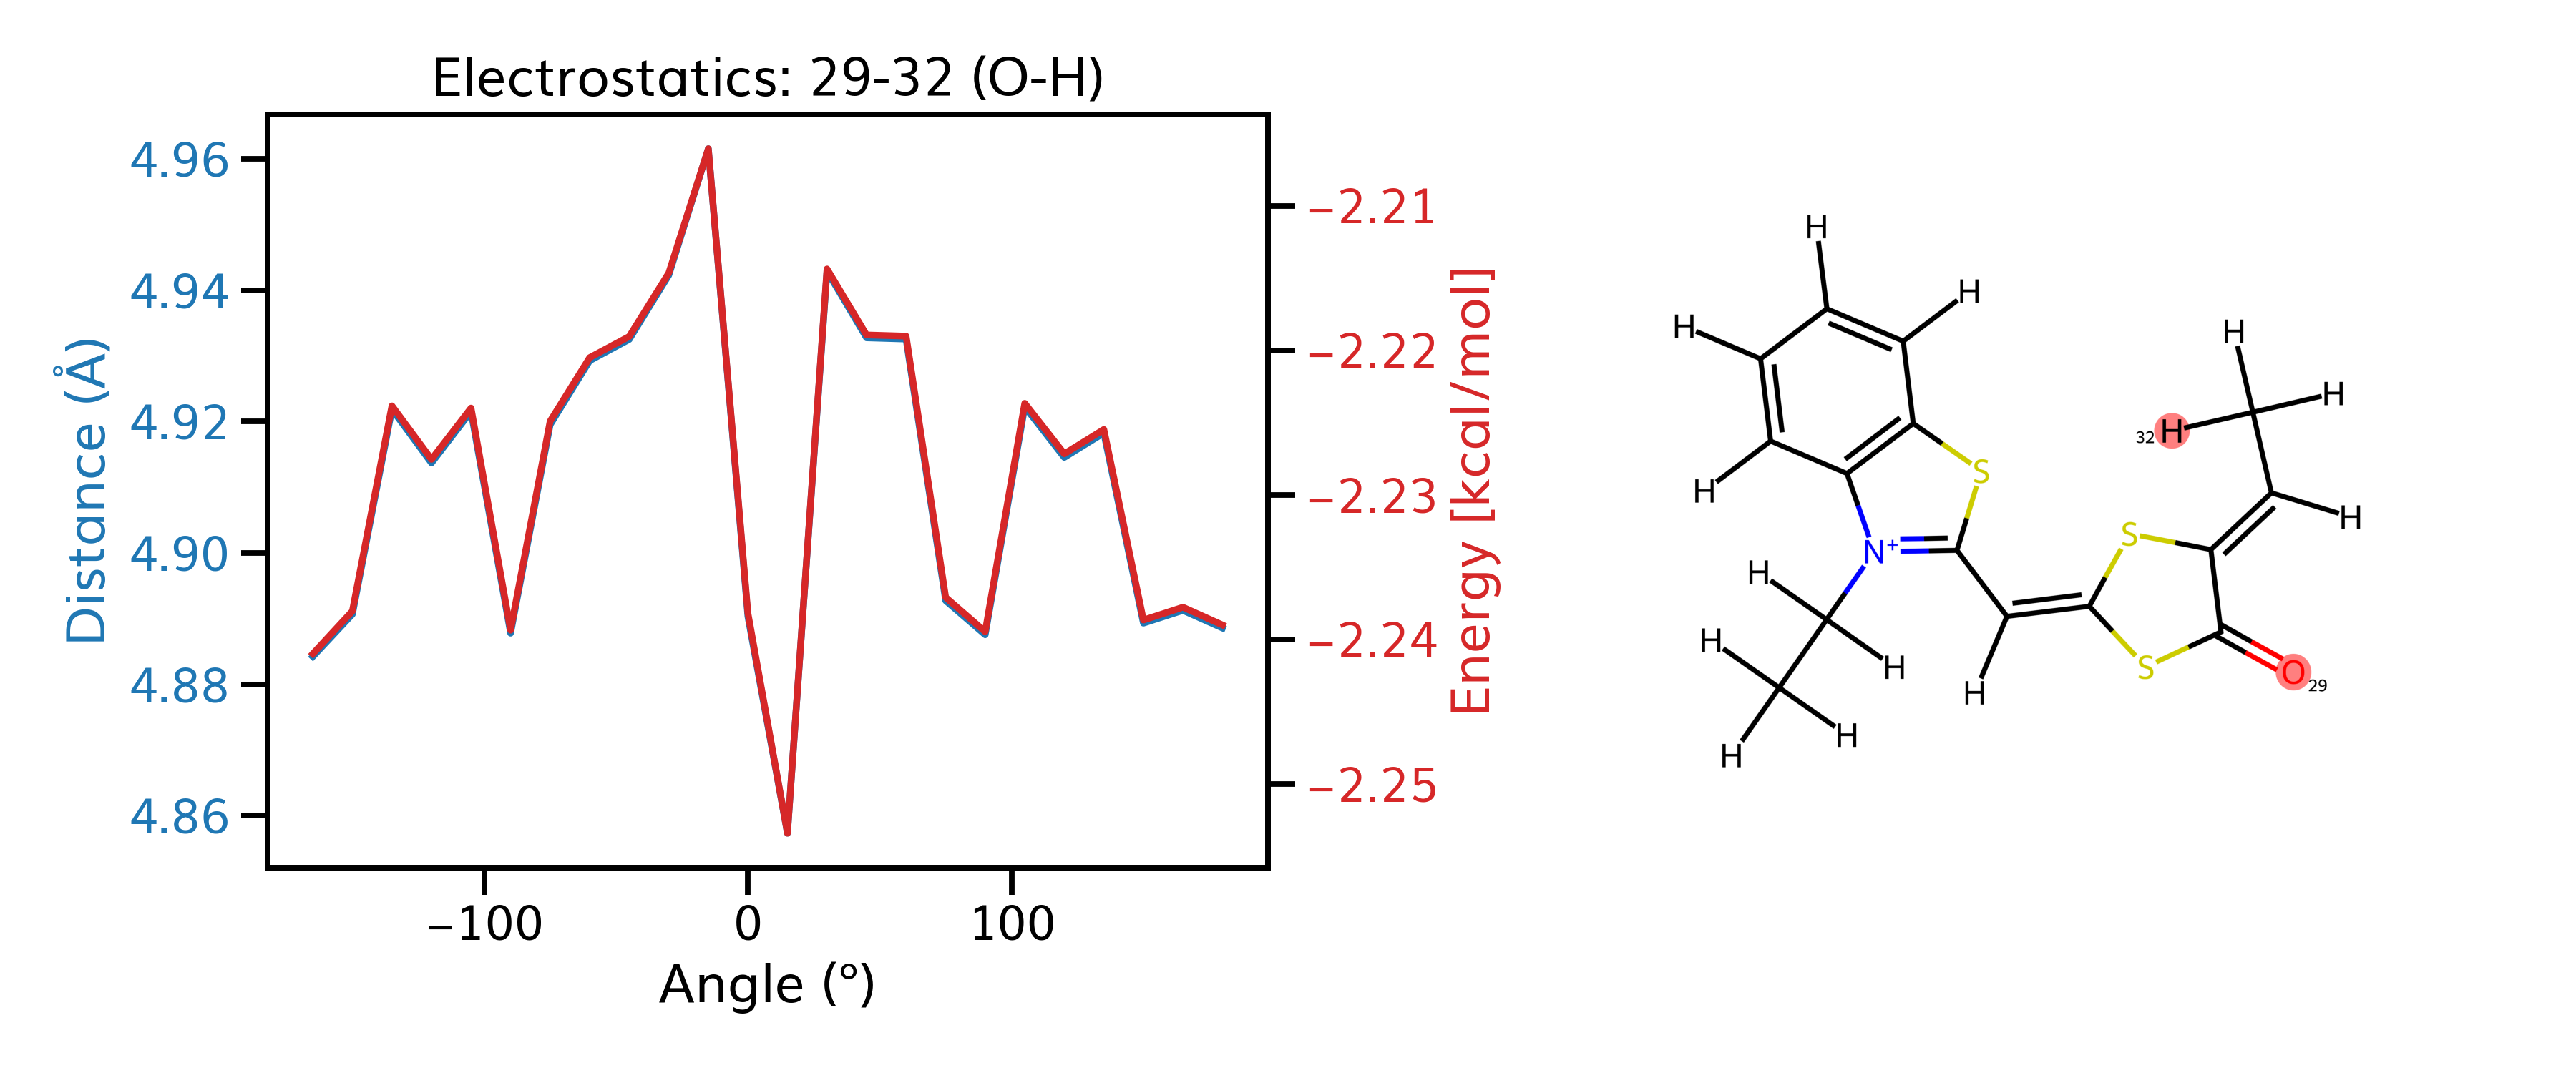 Electrostatics: 29-32 (O-H)
Distance (Å)
4.96
4.94
4.92
4.90
4.88
4.86
−2.21
−2.22
−2.23
−2.24
−2.25
Energy [kcal/mol]
−100 0 100
Angle (°)
H
H
H
H
H
H
32 H
H
S
H
S
N+
H
H
H
S
O 29
H
H
H